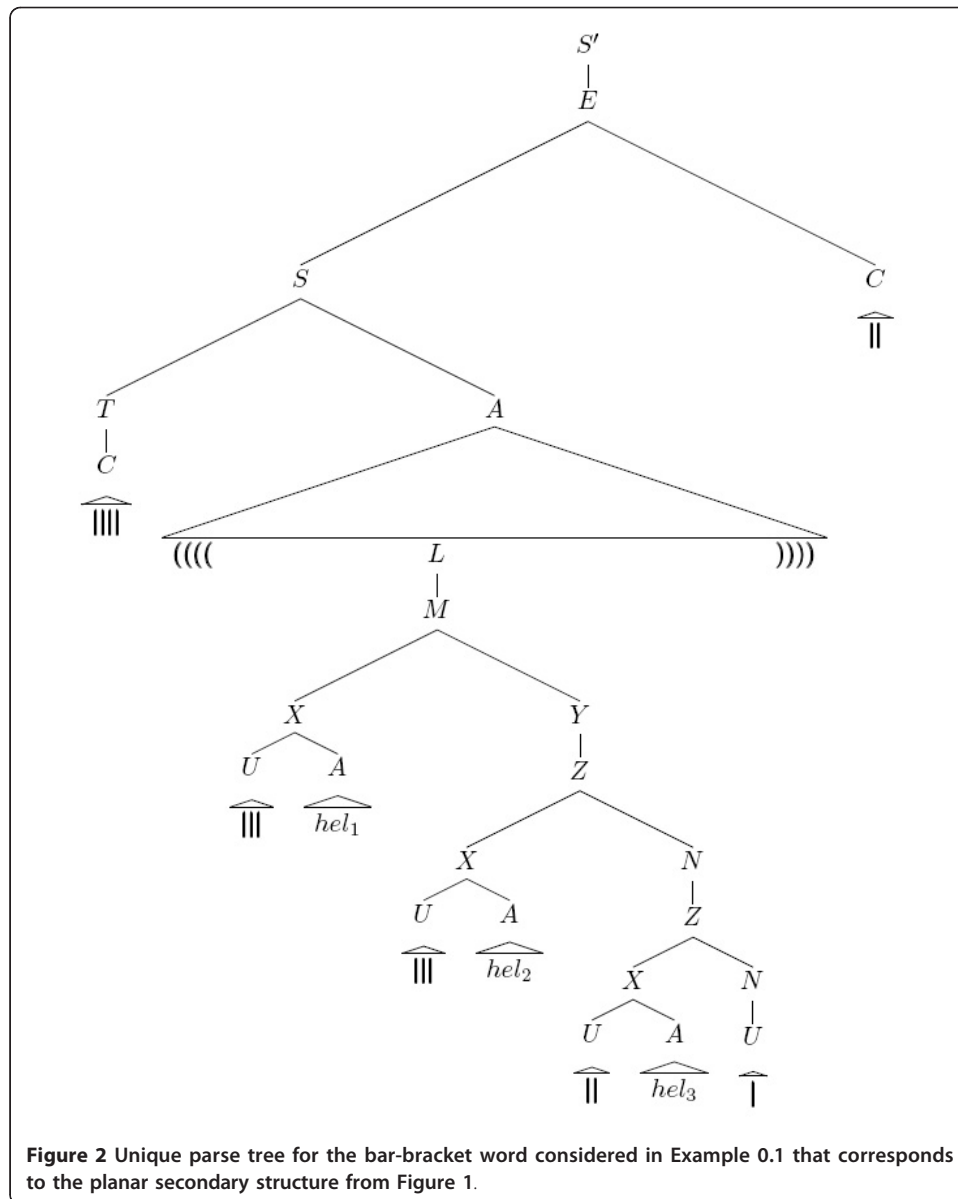 S′
E
S C
||
T A
C
||||
(((( L ))))
M
X Y
U A Z
||| hel₁
X N
U A Z
||| hel₂
X N
U A U
|| hel₃ |
Figure 2 Unique parse tree for the bar-bracket word considered in Example 0.1 that corresponds
to the planar secondary structure from Figure 1.